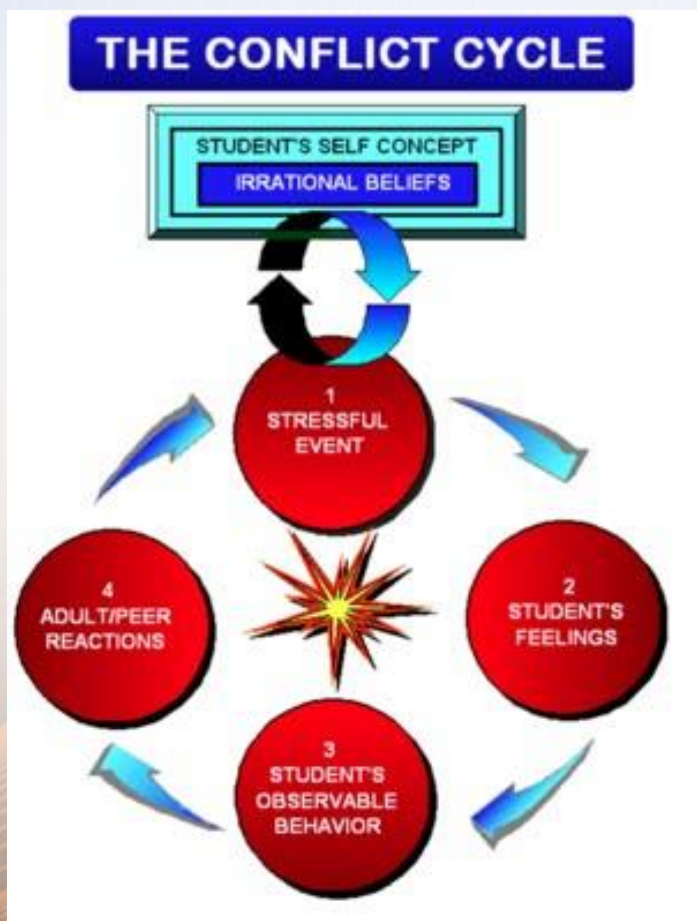 THE CONFLICT CYCLE
STUDENT'S SELF CONCEPT
IRRATIONAL BELIEFS
1
STRESSFUL
EVENT
2
STUDENT'S
FEELINGS
3
STUDENT'S
OBSERVABLE
BEHAVIOR
4
ADULT/PEER
REACTIONS